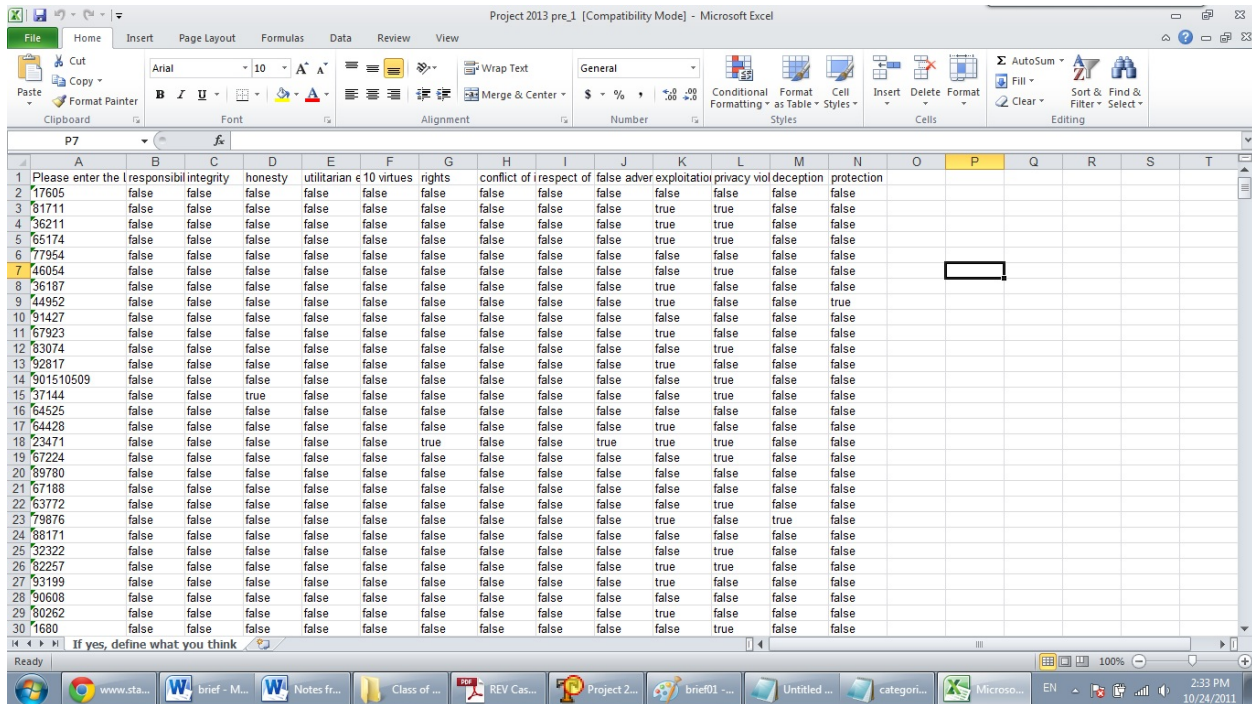 Project 2013 pre_1 [Compatibility Mode] - Microsoft Excel
File Home Insert Page Layout Formulas Data Review View
Cut
Copy
Format Painter
Paste
Clipboard
Arial 10 A A
B I U A
Font
Wrap Text
Merge & Center
Alignment
General
$ % , .0 .00 .00 .0
Number
Conditional Formatting
Format as Table
Cell Styles
Styles
Insert Delete Format
Cells
Σ AutoSum
Fill
Clear
Sort & Filter
Find & Select
Editing
P7 fx
A B C D E F G H I J K L M N O P Q R S T
1 Please enter the l responsibil integrity honesty utilitarian e 10 virtues rights conflict of i respect of false adver exploitatio privacy viol deception protection
2 17605 false false false false false false false false false false false false false
3 81711 false false false false false false false false false true true false false
4 36211 false false false false false false false false false true true false false
5 65174 false false false false false false false false false true true false false
6 77954 false false false false false false false false false false false false false
7 46054 false false false false false false false false false false true false false
8 36187 false false false false false false false false false true false false false
9 44952 false false false false false false false false false true false false true
10 91427 false false false false false false false false false false false false false
11 67923 false false false false false false false false false true false false false
12 83074 false false false false false false false false false false true false false
13 92817 false false false false false false false false false true false false false
14 901510509 false false false false false false false false false false true false false
15 37144 false false true false false false false false false false true false false
16 64525 false false false false false false false false false false false false false
17 64428 false false false false false false false false false true false false false
18 23471 false false false false false true false false true true true false false
19 67224 false false false false false false false false false false true false false
20 89780 false false false false false false false false false false false false false
21 67188 false false false false false false false false false false false false false
22 63772 false false false false false false false false false false true false false
23 79876 false false false false false false false false false true false true false
24 88171 false false false false false false false false false false false false false
25 32322 false false false false false false false false false false true false false
26 82257 false false false false false false false false false true true false false
27 93199 false false false false false false false false false true false false false
28 90608 false false false false false false false false false false false false false
29 80262 false false false false false false false false false true false false false
30 1680 false false false false false false false false false false true false false
If yes, define what you think
Ready 100%
www.sta... brief - M... Notes fr... Class of ... REV Cas... Project 2... brief01 -... Untitled ... categori... Microso... EN 2:33 PM
10/24/2011